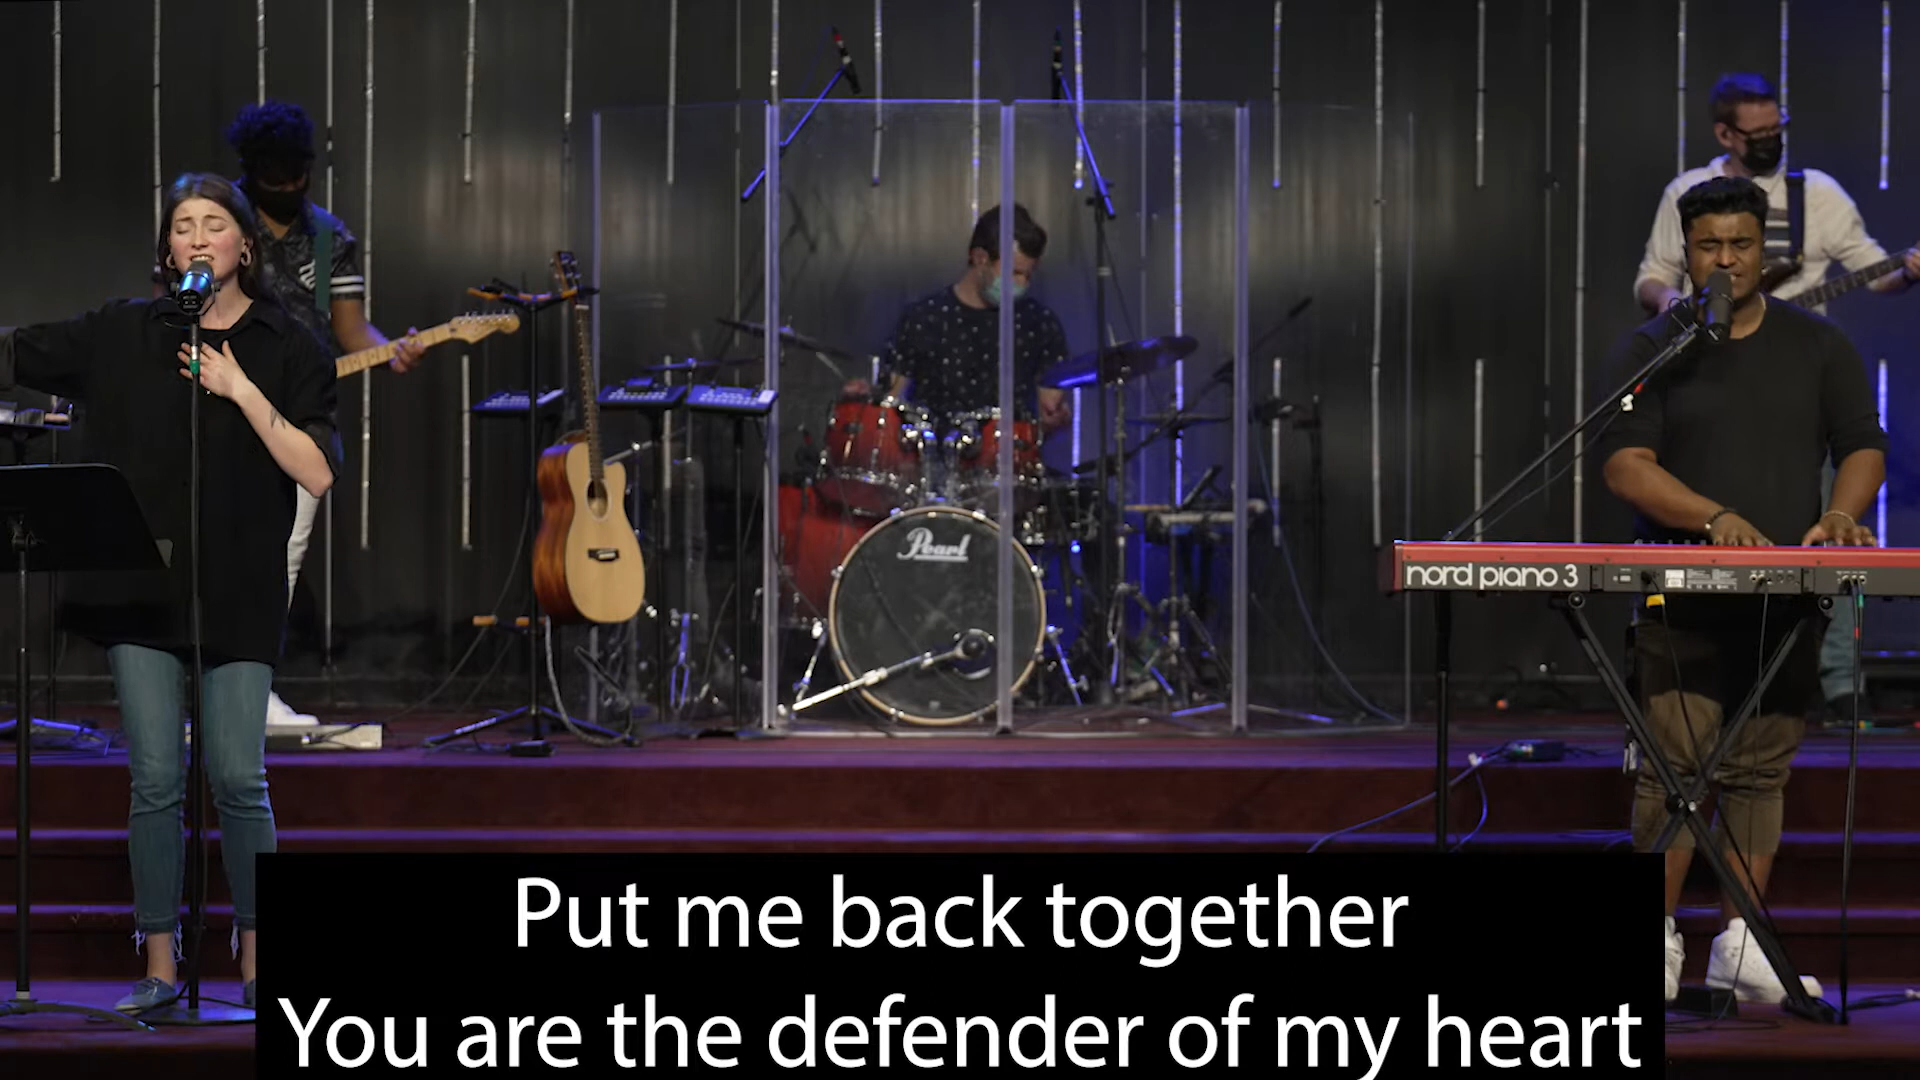 Pearl
nord piano 3
Put me back together
You are the defender of my heart